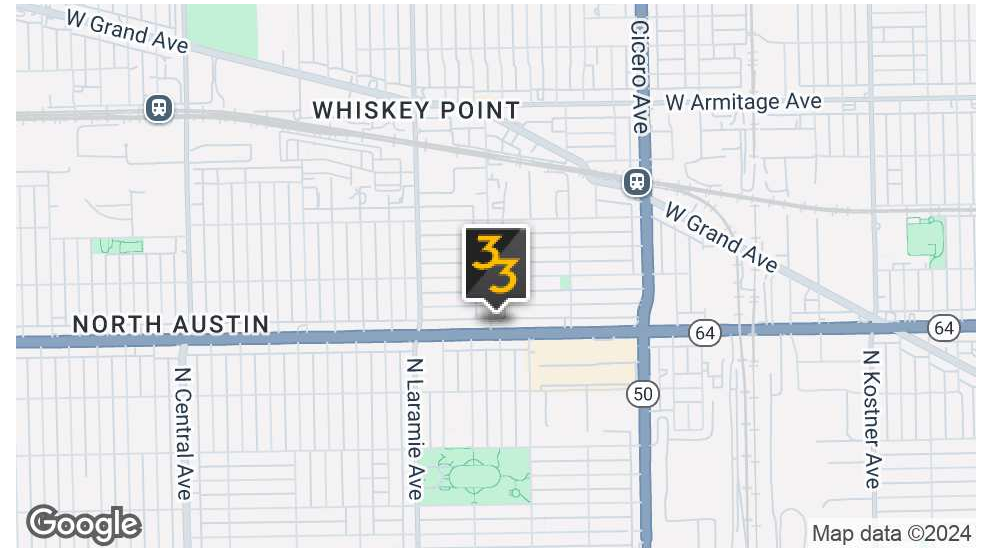 W Grand Ave
Cicero Ave
WHISKEY POINT
W Armitage Ave
W Grand Ave
33
NORTH AUSTIN
64
64
N Central Ave
N Laramie Ave
50
N Kostner Ave
Google
Map data ©2024